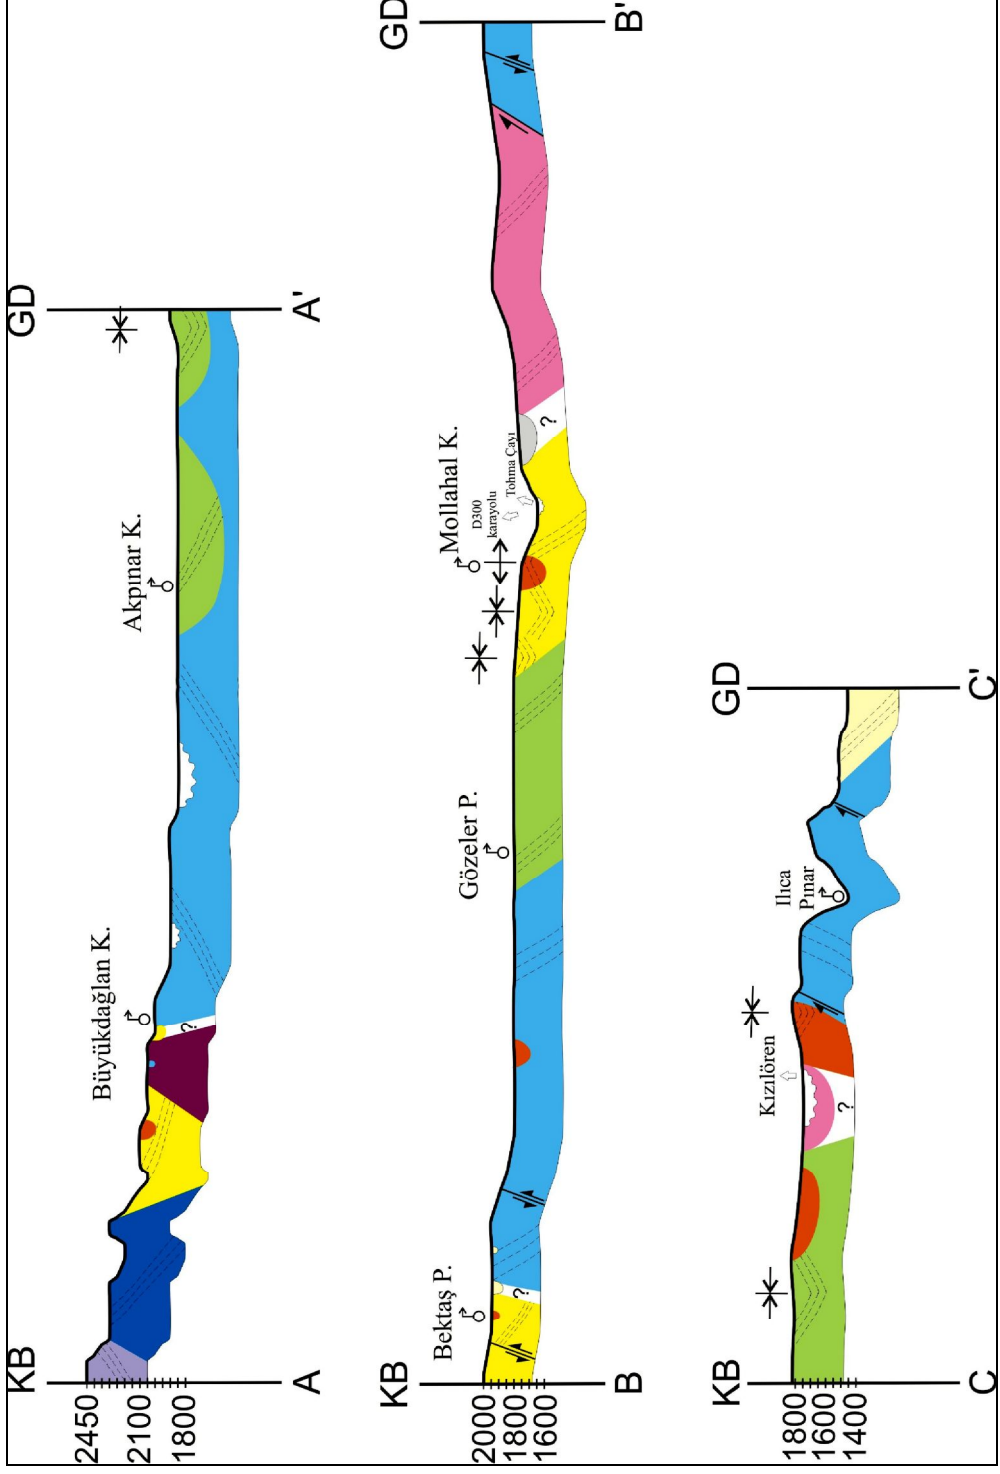 KB
GD
Büyükdağlan K.
Akpınar K.
2450
2100
1800
?
A
A'
KB
GD
Bektaş P.
Gözeler P.
Mollahal K.
D300
karayolu
Tohma Çayı
2000
1800
1600
?
?
B
B'
KB
GD
Kızılören
Ilıca
Pınar
1800
1600
1400
?
C
C'